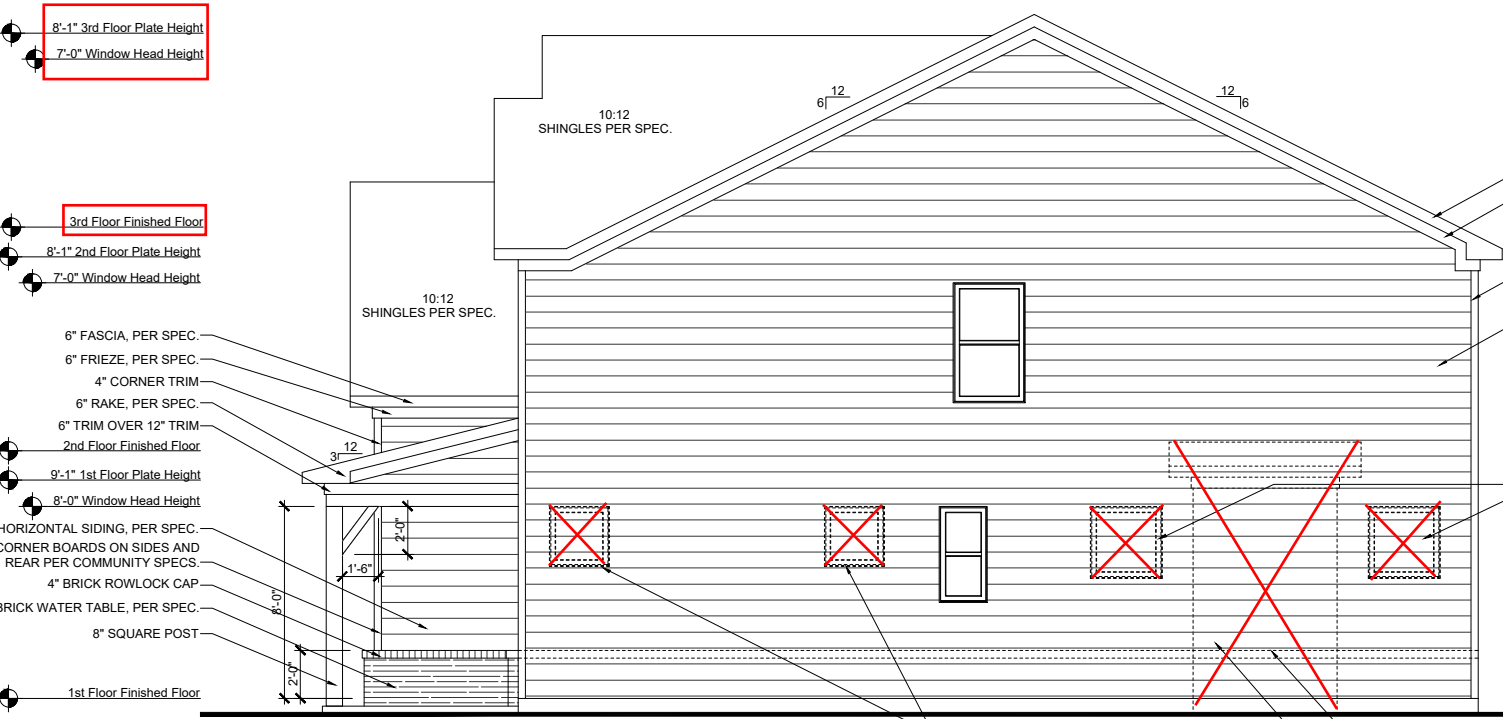 8'-1" 3rd Floor Plate Height
7'-0" Window Head Height
12
6
12
6
10:12
SHINGLES PER SPEC.
3rd Floor Finished Floor
8'-1" 2nd Floor Plate Height
7'-0" Window Head Height
10:12
SHINGLES PER SPEC.
6" FASCIA, PER SPEC.
6" FRIEZE, PER SPEC.
4" CORNER TRIM
6" RAKE, PER SPEC.
6" TRIM OVER 12" TRIM
2nd Floor Finished Floor
12
3
9'-1" 1st Floor Plate Height
8'-0" Window Head Height
HORIZONTAL SIDING, PER SPEC.
CORNER BOARDS ON SIDES AND
REAR PER COMMUNITY SPECS.
2'-0"
1'-6"
4" BRICK ROWLOCK CAP
8'-0"
BRICK WATER TABLE, PER SPEC.
8" SQUARE POST
2'-0"
1st Floor Finished Floor